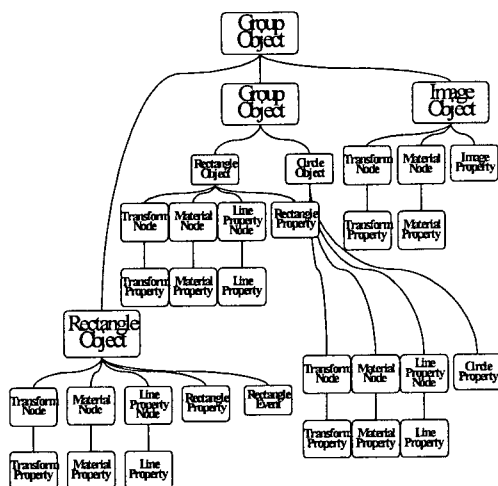 Group
Object
Group
Object
Image
Object
Rectangle
Object
Circle
Object
Transform
Node
Material
Node
Image
Property
Transform
Node
Material
Node
Line
Property
Node
Rectangle
Property
Transform
Property
Material
Property
Transform
Property
Material
Property
Line
Property
Rectangle
Object
Transform
Node
Material
Node
Line
Property
Node
Circle
Property
Transform
Node
Material
Node
Line
Property
Node
Rectangle
Property
Rectangle
Event
Transform
Property
Material
Property
Line
Property
Transform
Property
Material
Property
Line
Property